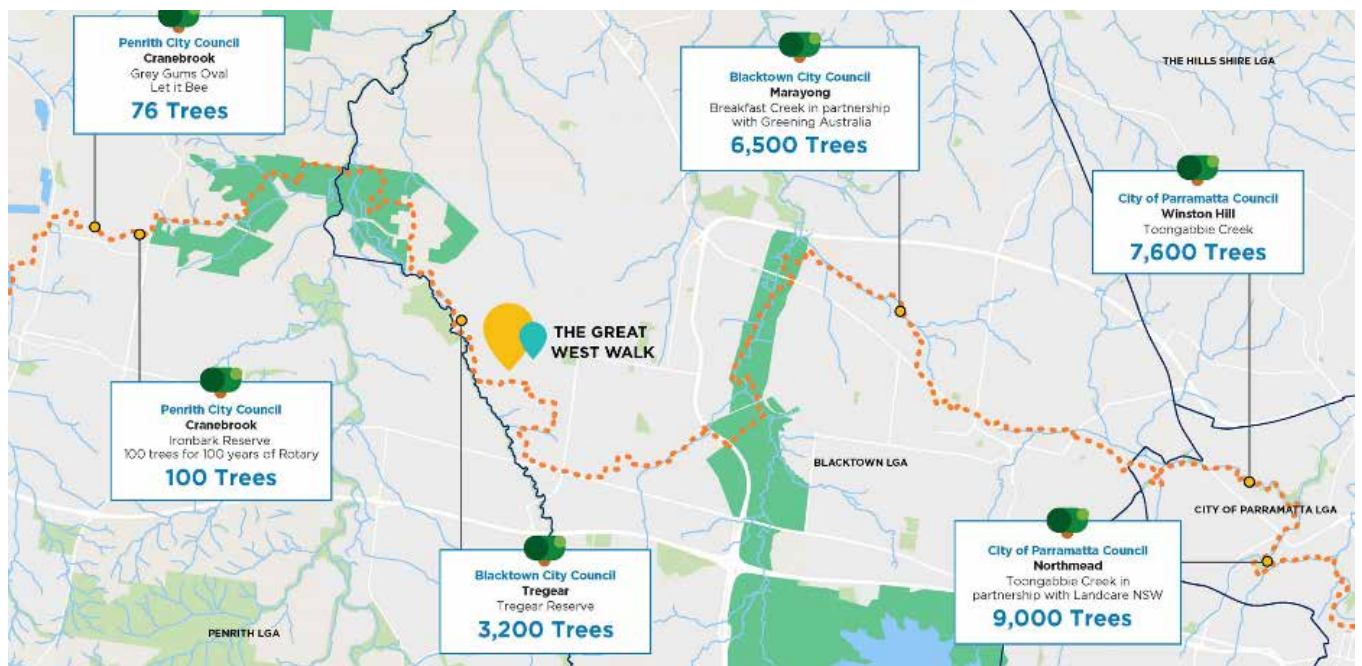 Penrith City Council
Cranebrook
Grey Gums Oval
Let it Bee
76 Trees
Blacktown City Council
Marayong
Breakfast Creek in partnership
with Greening Australia
6,500 Trees
THE HILLS SHIRE LGA
City of Parramatta Council
Winston Hill
Toongabbie Creek
7,600 Trees
THE GREAT
WEST WALK
Penrith City Council
Cranebrook
Ironbark Reserve
100 trees for 100 years of Rotary
100 Trees
BLACKTOWN LGA
CITY OF PARRAMATTA LGA
Blacktown City Council
Tregear
Tregear Reserve
3,200 Trees
City of Parramatta Council
Northmead
Toongabbie Creek in
partnership with Landcare NSW
9,000 Trees
PENRITH LGA